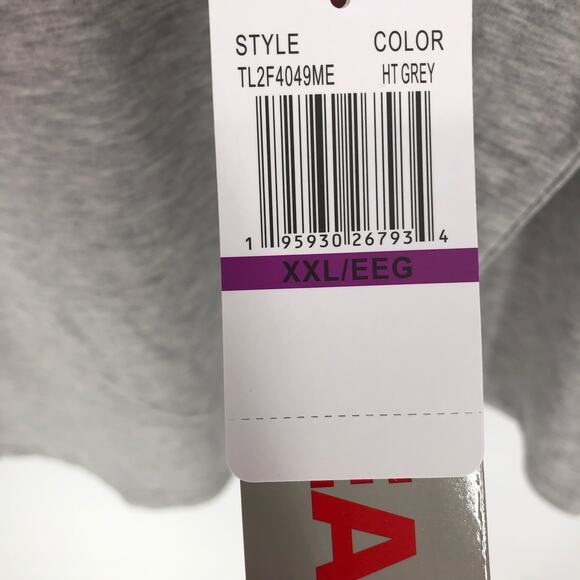 STYLE COLOR
TL2F4049ME HT GREY
1 95930 26793 4
XXL/EEG